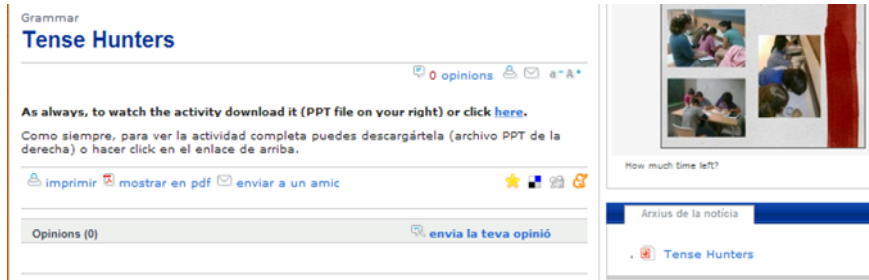 Grammar
Tense Hunters
0 opinions a- A+
As always, to watch the activity download it (PPT file on your right) or click here.
Como siempre, para ver la actividad completa puedes descargártela (archivo PPT de la
derecha) o hacer click en el enlace de arriba.
imprimir mostrar en pdf enviar a un amic
Opinions (0) envia la teva opinió
How much time left?
Arxius de la notícia
. Tense Hunters